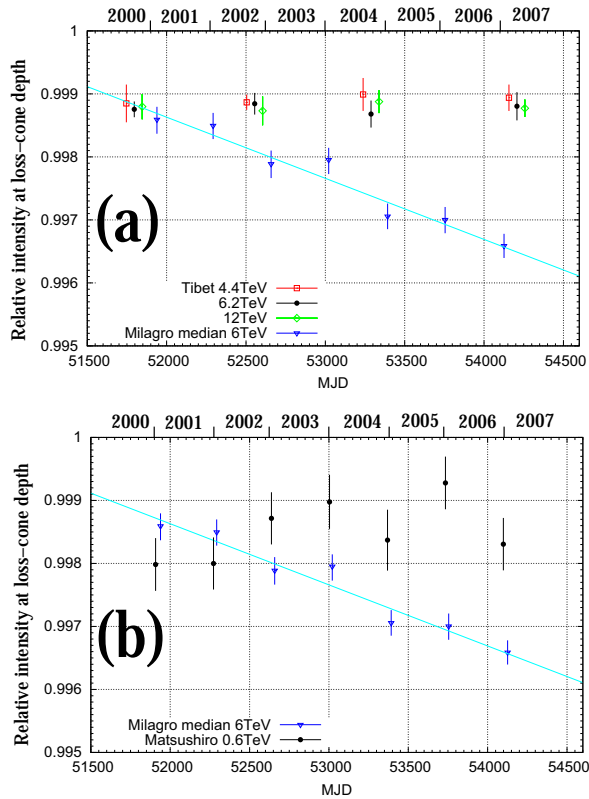 2000 2001 2002 2003 2004 2005 2006 2007
1
0.999
0.998
0.997
0.996
0.995
Relative intensity at loss−cone depth
(a)
Tibet 4.4TeV
6.2TeV
12TeV
Milagro median 6TeV
51500 52000 52500 53000 53500 54000 54500
MJD
2000 2001 2002 2003 2004 2005 2006 2007
1
0.999
0.998
0.997
0.996
0.995
Relative intensity at loss−cone depth
(b)
Milagro median 6TeV
Matsushiro 0.6TeV
51500 52000 52500 53000 53500 54000 54500
MJD